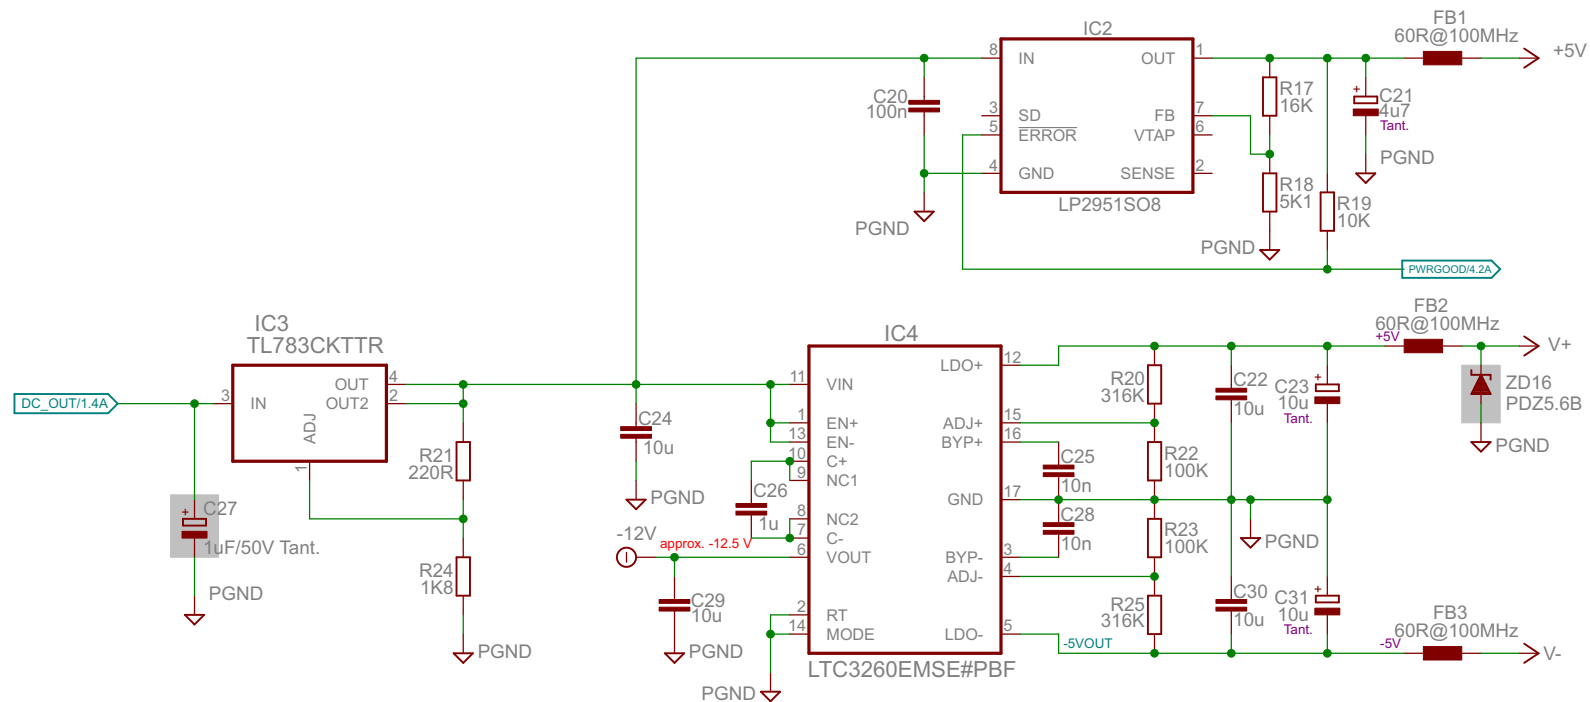 IC2
FB1
60R@100MHz
+5V
8 IN OUT 1
C20
100n
3 SD FB 7
5 ERROR VTAP 6
4 GND SENSE 2
LP2951SO8
R17
16K
+
C21
4u7
Tant.
PGND
R18
5K1
R19
10K
PGND
PGND
PWRGOOD/4.2A
IC3
TL783CKTTR
DC_OUT/1.4A
3 IN OUT 4
OUT2 2
ADJ
1
R21
220R
+
C27
1uF/50V Tant.
PGND
R24
1K8
PGND
C24
10u
PGND
IC4
11 VIN LDO+ 12
1 EN+ ADJ+ 15
13 EN- BYP+ 16
10 C+
9 NC1
GND 17
8 NC2
7 C-
6 VOUT BYP- 3
ADJ- 4
2 RT
14 MODE LDO- 5
LTC3260EMSE#PBF
C26
1u
-12V
approx. -12.5 V
C29
10u
PGND
PGND
R20
316K
C22
10u
+
C23
10u
Tant.
FB2
60R@100MHz
+5V
V+
ZD16
PDZ5.6B
PGND
C25
10n
R22
100K
C28
10n
R23
100K
PGND
R25
316K
C30
10u
+
C31
10u
Tant.
-5VOUT
FB3
60R@100MHz
-5V
V-